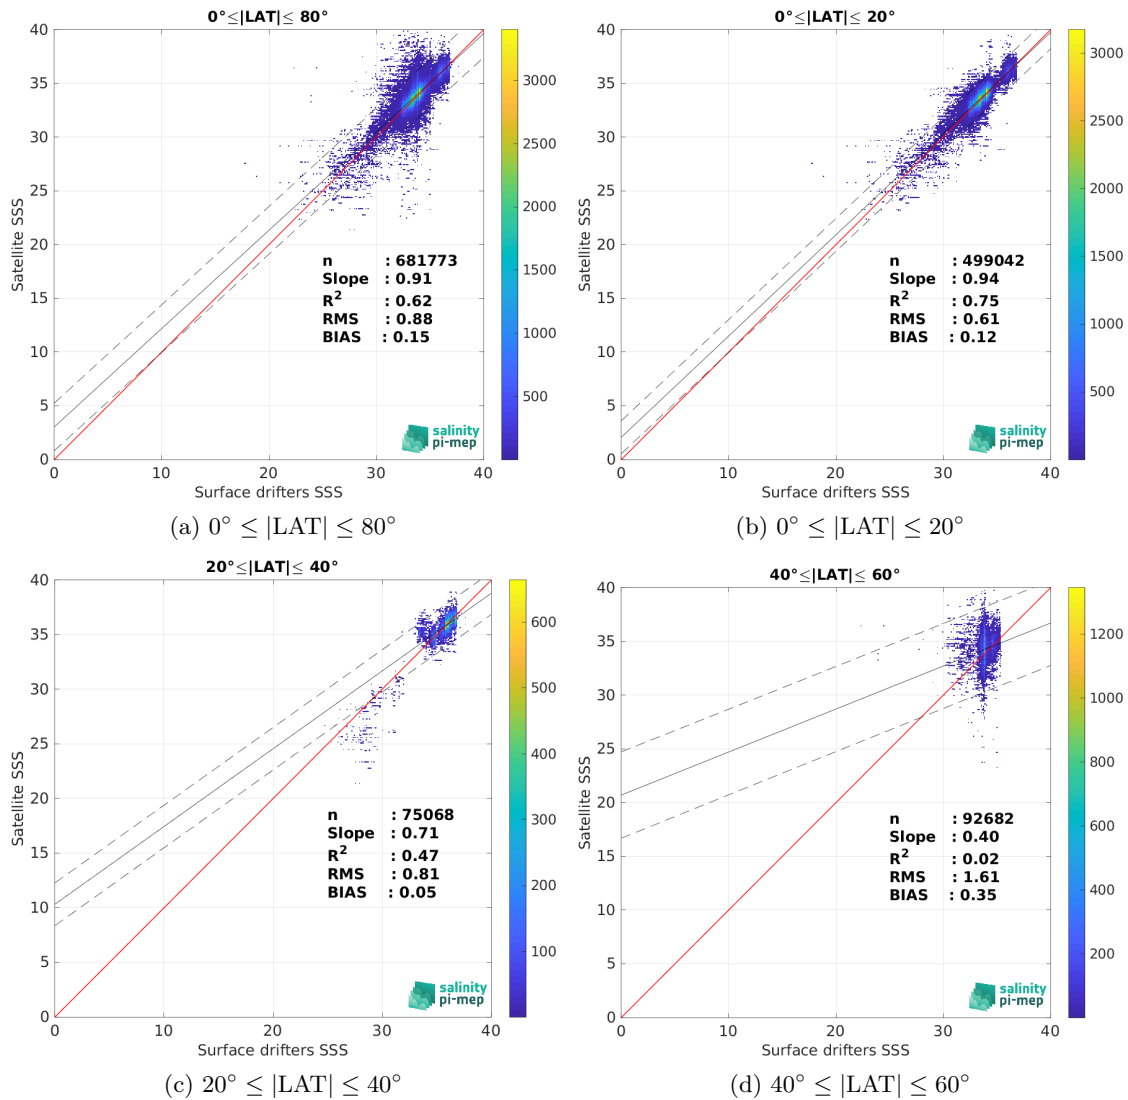 0°≤|LAT|≤ 80°
40
35
30
25
20
15
10
5
0
Satellite SSS
0
10
20
30
40
Surface drifters SSS
n : 681773
Slope : 0.91
R² : 0.62
RMS : 0.88
BIAS : 0.15
salinity
pi-mep
3000
2500
2000
1500
1000
500
(a) 0° ≤ |LAT| ≤ 80°
0°≤|LAT|≤ 20°
40
35
30
25
20
15
10
5
0
Satellite SSS
0
10
20
30
40
Surface drifters SSS
n : 499042
Slope : 0.94
R² : 0.75
RMS : 0.61
BIAS : 0.12
salinity
pi-mep
3000
2500
2000
1500
1000
500
(b) 0° ≤ |LAT| ≤ 20°
20°≤|LAT|≤ 40°
40
35
30
25
20
15
10
5
0
Satellite SSS
0
10
20
30
40
Surface drifters SSS
n : 75068
Slope : 0.71
R² : 0.47
RMS : 0.81
BIAS : 0.05
salinity
pi-mep
600
500
400
300
200
100
(c) 20° ≤ |LAT| ≤ 40°
40°≤|LAT|≤ 60°
40
35
30
25
20
15
10
5
0
Satellite SSS
0
10
20
30
40
Surface drifters SSS
n : 92682
Slope : 0.40
R² : 0.02
RMS : 1.61
BIAS : 0.35
salinity
pi-mep
1200
1000
800
600
400
200
(d) 40° ≤ |LAT| ≤ 60°